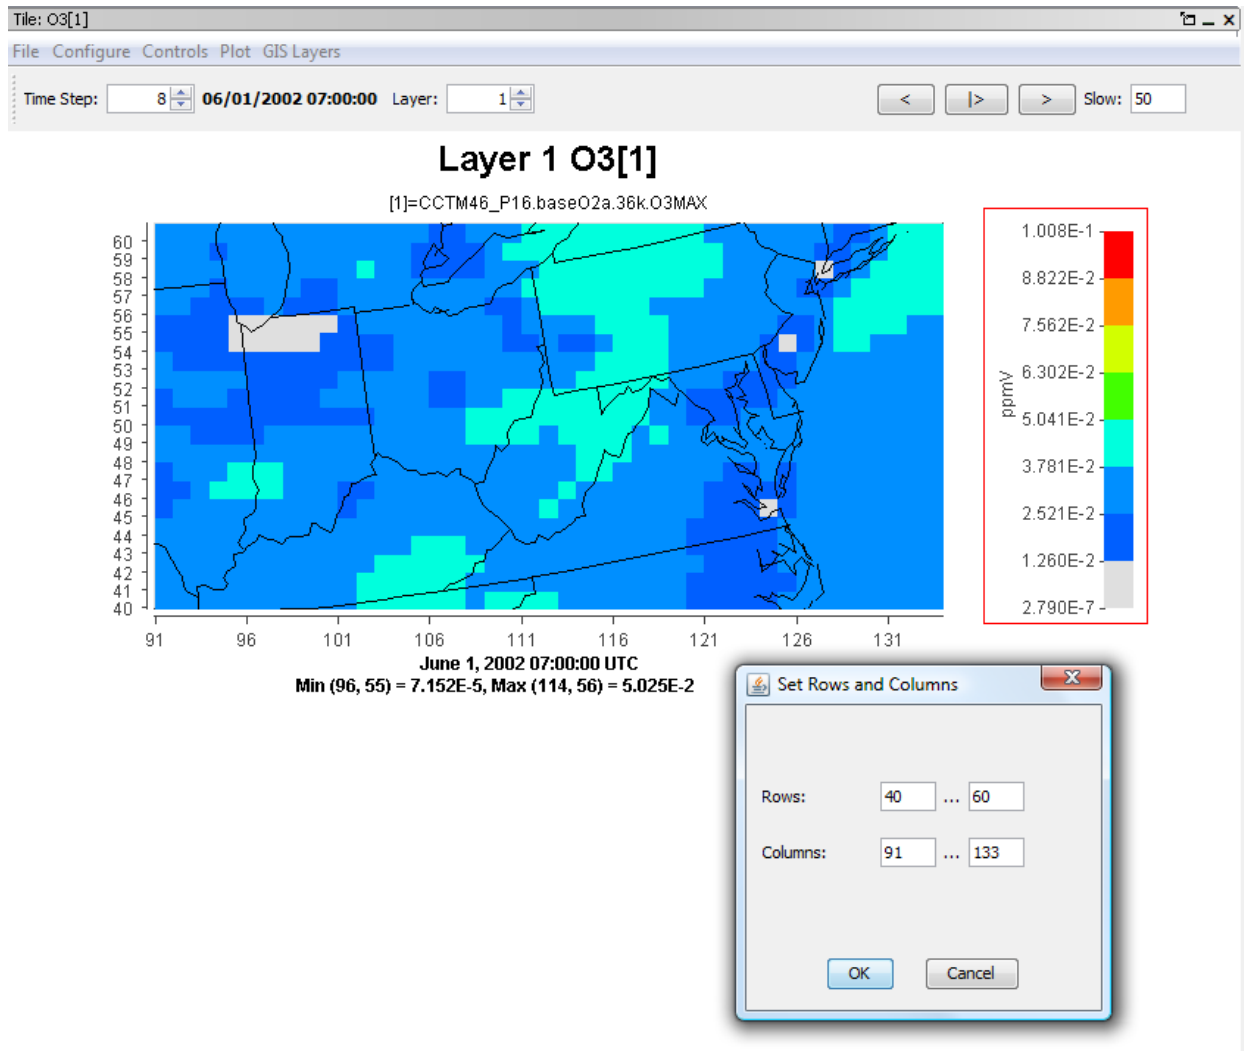 Tile: O3[1]
File Configure Controls Plot GIS Layers
Time Step: 8 06/01/2002 07:00:00 Layer: 1 < |> > Slow: 50
Layer 1 O3[1]
[1]=CCTM46_P16.baseO2a.36k.O3MAX
60
59
58
57
56
55
54
53
52
51
50
49
48
47
46
45
44
43
42
41
40
91 96 101 106 111 116 121 126 131
June 1, 2002 07:00:00 UTC
Min (96, 55) = 7.152E-5, Max (114, 56) = 5.025E-2
ppmV
1.008E-1
8.822E-2
7.562E-2
6.302E-2
5.041E-2
3.781E-2
2.521E-2
1.260E-2
2.790E-7
Set Rows and Columns
Rows: 40 ... 60
Columns: 91 ... 133
OK Cancel